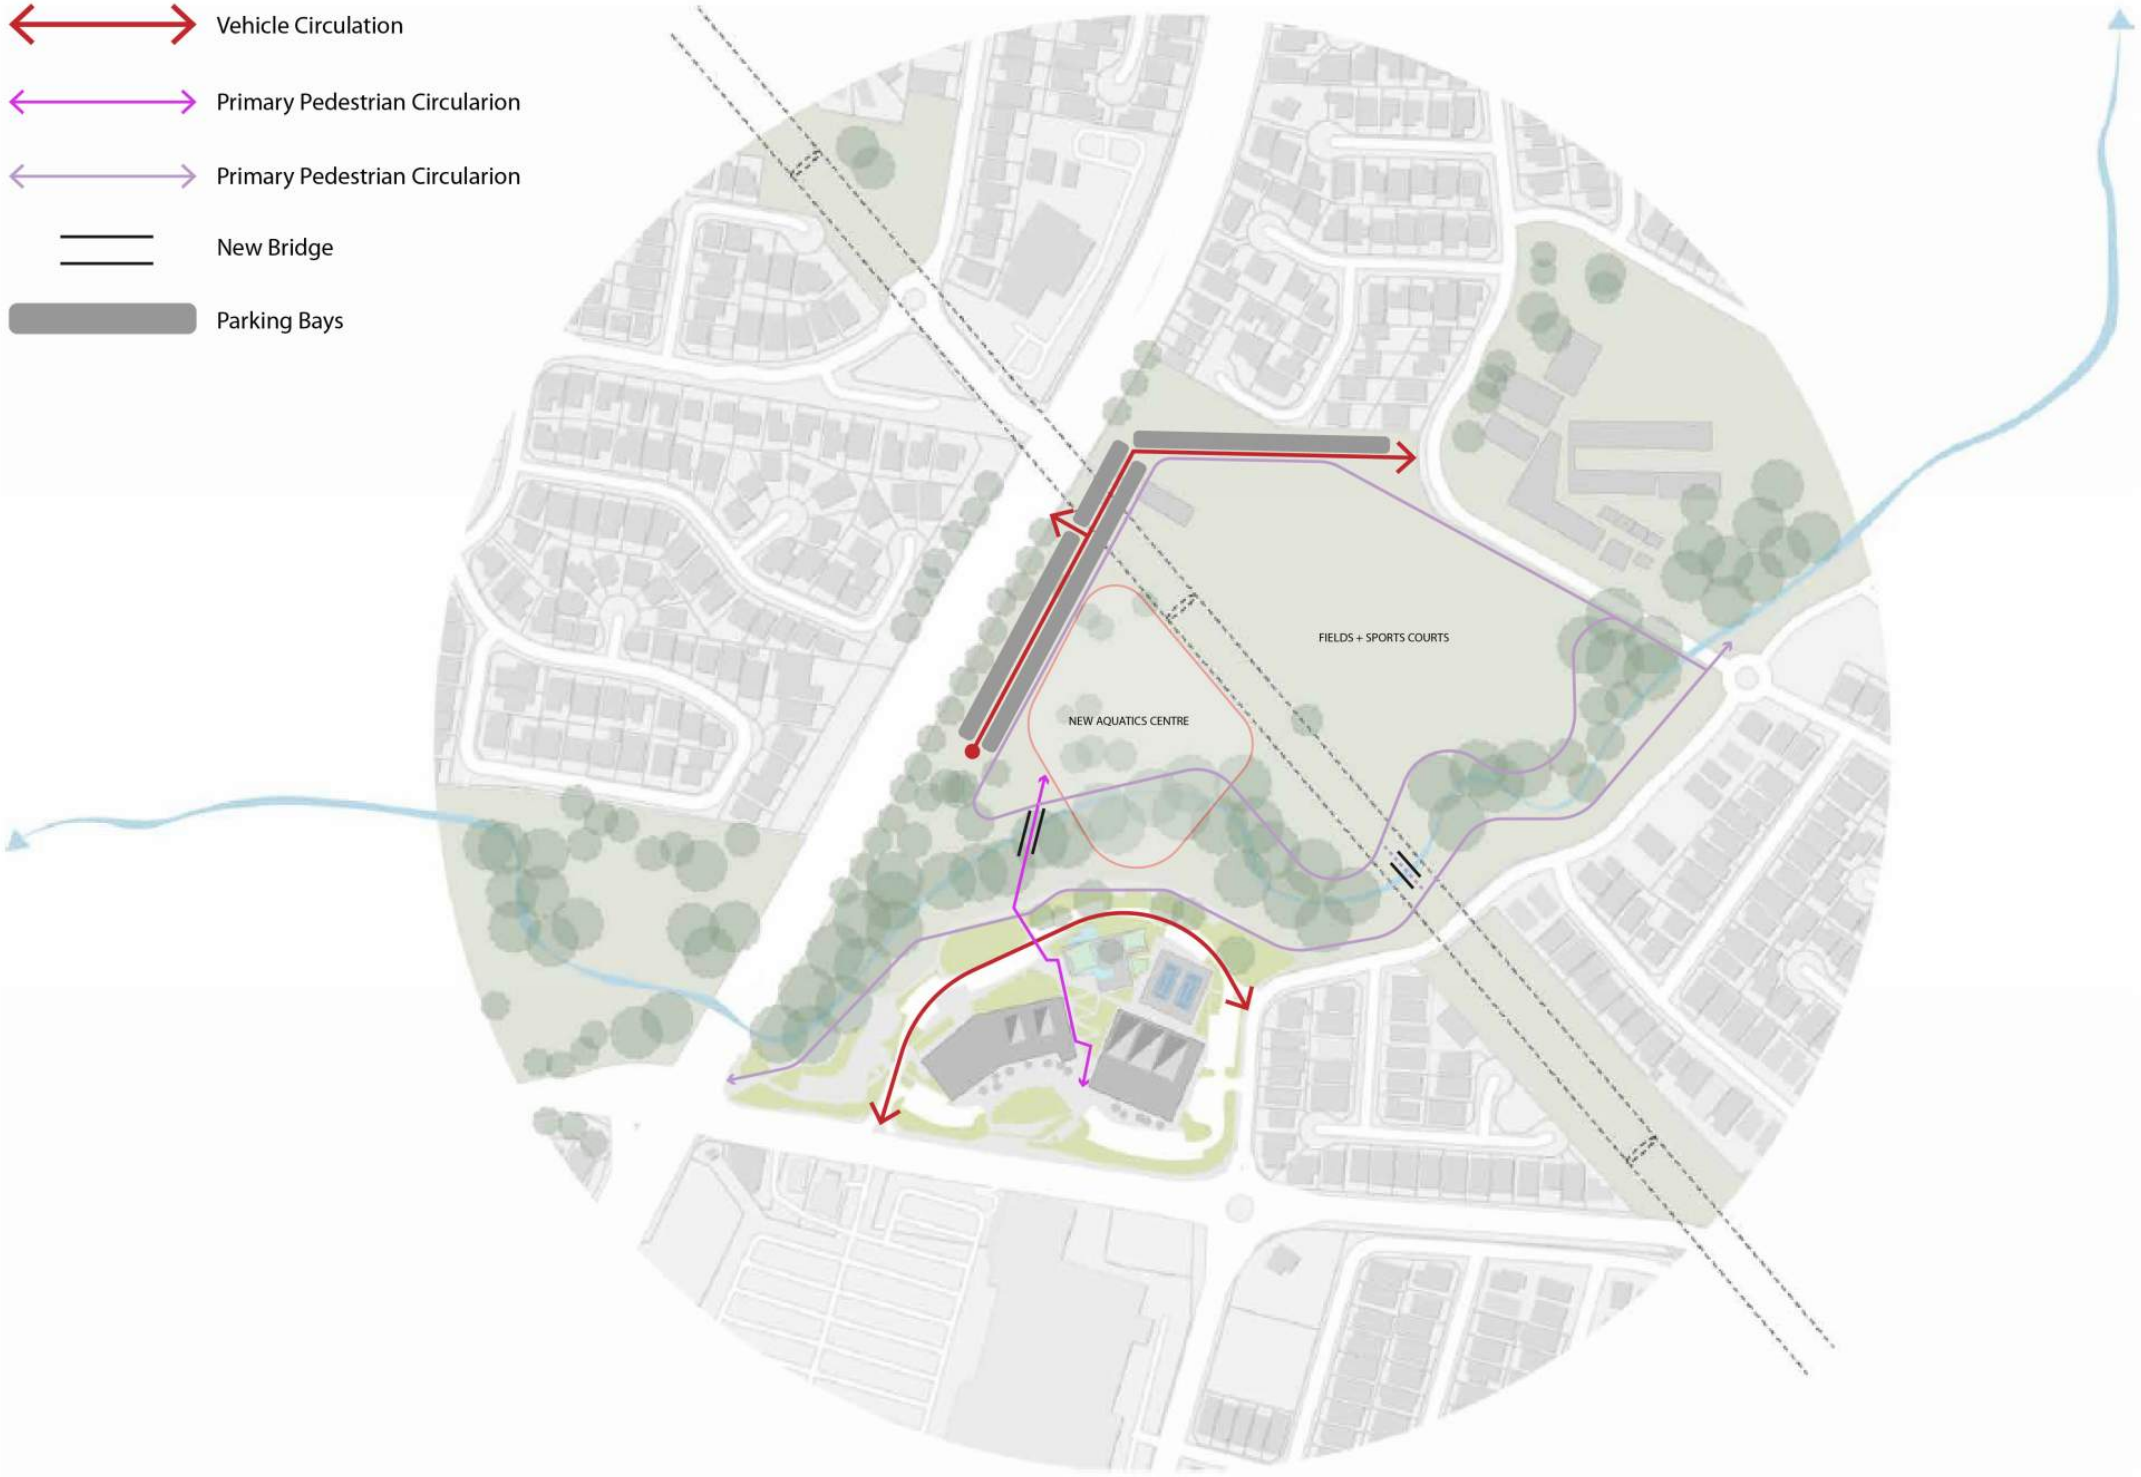 Vehicle Circulation
Primary Pedestrian Circularion
Primary Pedestrian Circularion
New Bridge
Parking Bays
FIELDS + SPORTS COURTS
NEW AQUATICS CENTRE